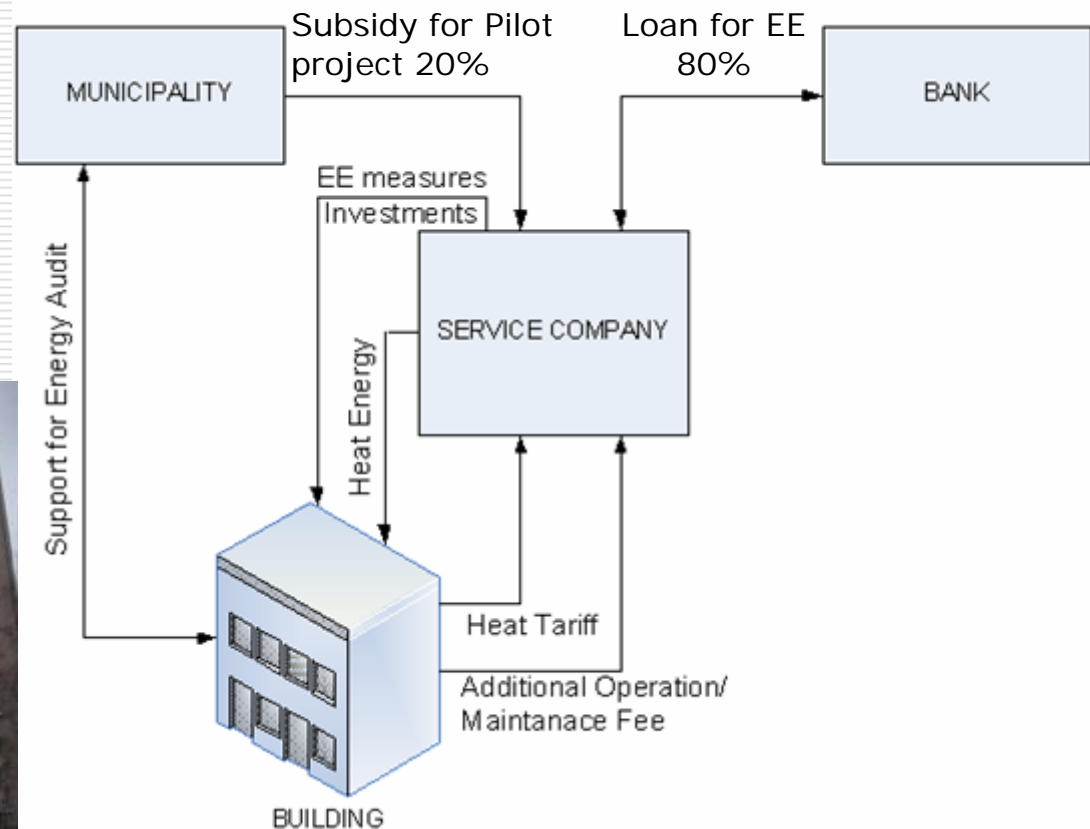 Subsidy for Pilot
project 20%
Loan for EE
80%
MUNICIPALITY
BANK
EE measures
Investments
SERVICE COMPANY
Support for Energy Audit
Heat Energy
Heat Tariff
Additional Operation/
Maintanace Fee
BUILDING